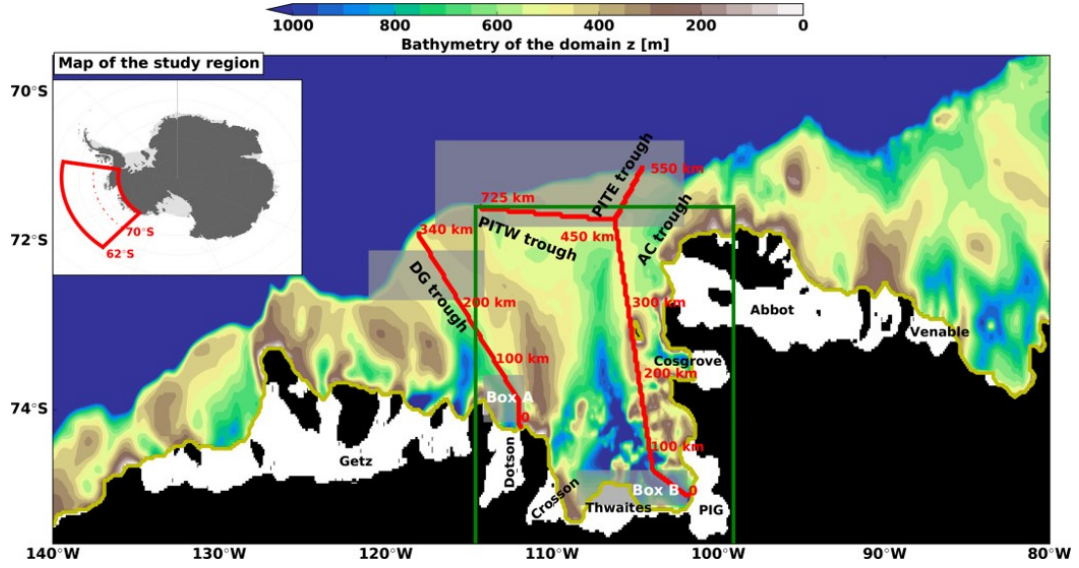 1000 800 600 400 200 0
Bathymetry of the domain z [m]
Map of the study region
70°S
62°S
70°S
72°S
74°S
550 km
PITE trough
725 km
PITW trough
450 km
AC trough
340 km
DG trough
200 km
300 km
Abbot
Venable
100 km
Cosgrove
200 km
Box A
0
100 km
Getz
Dotson
Crosson
Thwaites
Box B
0
PIG
140°W 130°W 120°W 110°W 100°W 90°W 80°W